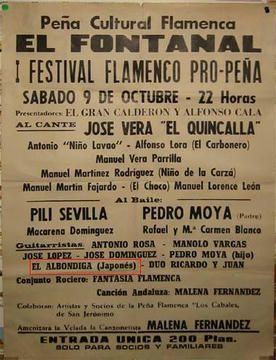 Peña Cultural Flamenca
EL FONTANAL
I FESTIVAL FLAMENCO PRO-PEÑA
SABADO 9 DE OCTUBRE - 22 Horas
Presentadores: EL GRAN CALDERON Y ALFONSO CALA
AL CANTE JOSE VERA "EL QUINCALLA"
Antonio "Niño Lavao" - Alfonso Lora (El Carbonero)
Manuel Vera Parrilla
Manuel Martinez Rodriguez (Niño de la Carzá)
Manuel Martin Fajardo - (El Choco) Manuel Lorence León
Al Baile:
PILI SEVILLA PEDRO MOYA (Padre)
Macarena Dominguez Rafael y M.ª Carmen Blanco
Guitarristas: ANTONIO ROSA - MANOLO VARGAS
JOSE LOPEZ - JOSE DOMINGUEZ - PEDRO MOYA (hijo)
EL ALBONDIGA (Japonés) - DUO RICARDO Y JUAN
Conjunto Rociero: FANTASIA FLAMENCA
Canción Andaluza: MALENA FERNANDEZ
Colaboran: Artistas y Socios de la Peña Flamenca "Los Cabales,
de San Jerónimo
Amenizara la Velada la Canzonetista MALENA FERNANDEZ
ENTRADA UNICA 200 Ptas.
SOLO PARA SOCIOS Y FAMILIARES